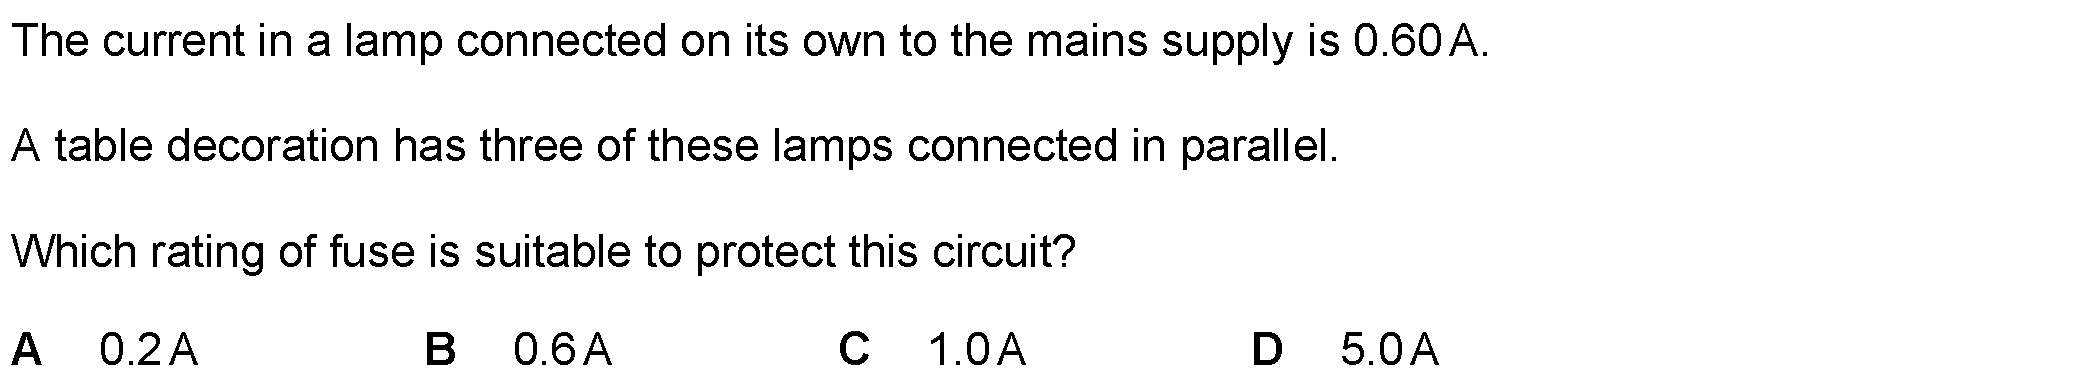 The current in a lamp connected on its own to the mains supply is 0.60 A.
A table decoration has three of these lamps connected in parallel.
Which rating of fuse is suitable to protect this circuit?
A 0.2 A B 0.6 A C 1.0 A D 5.0 A